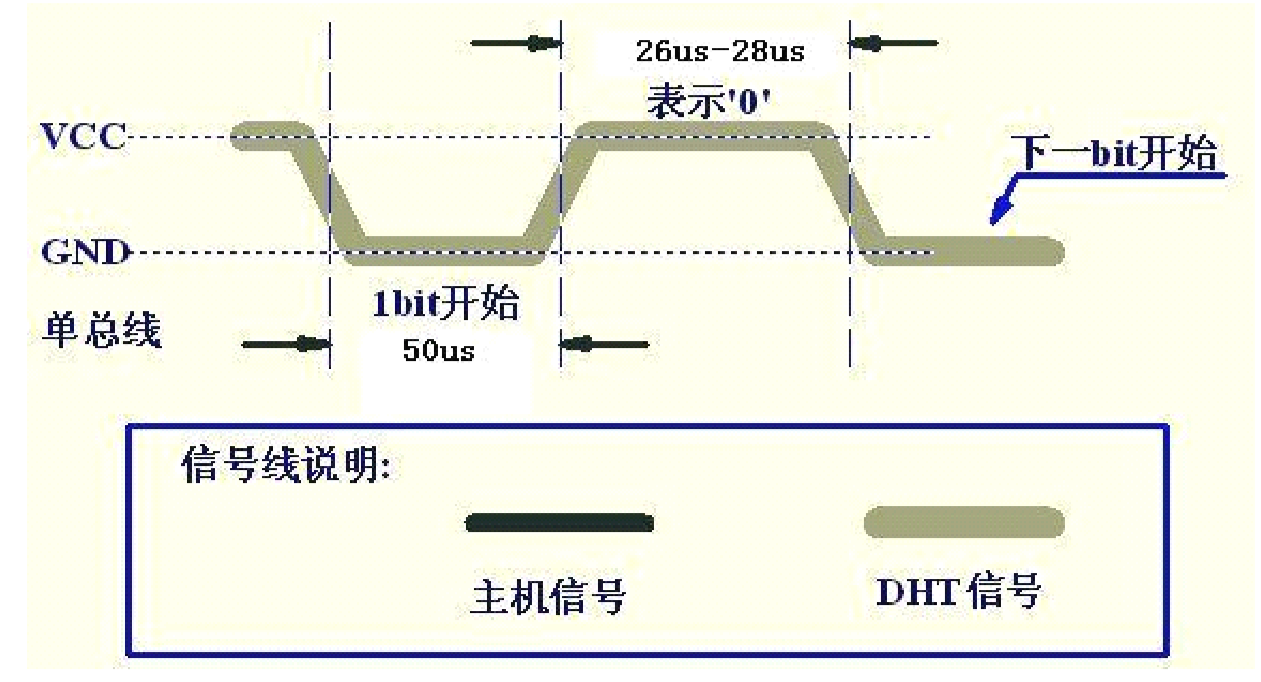 26us-28us
表示'0'
VCC
下一bit开始
GND
1bit开始
单总线
50us
信号线说明:
主机信号
DHT信号